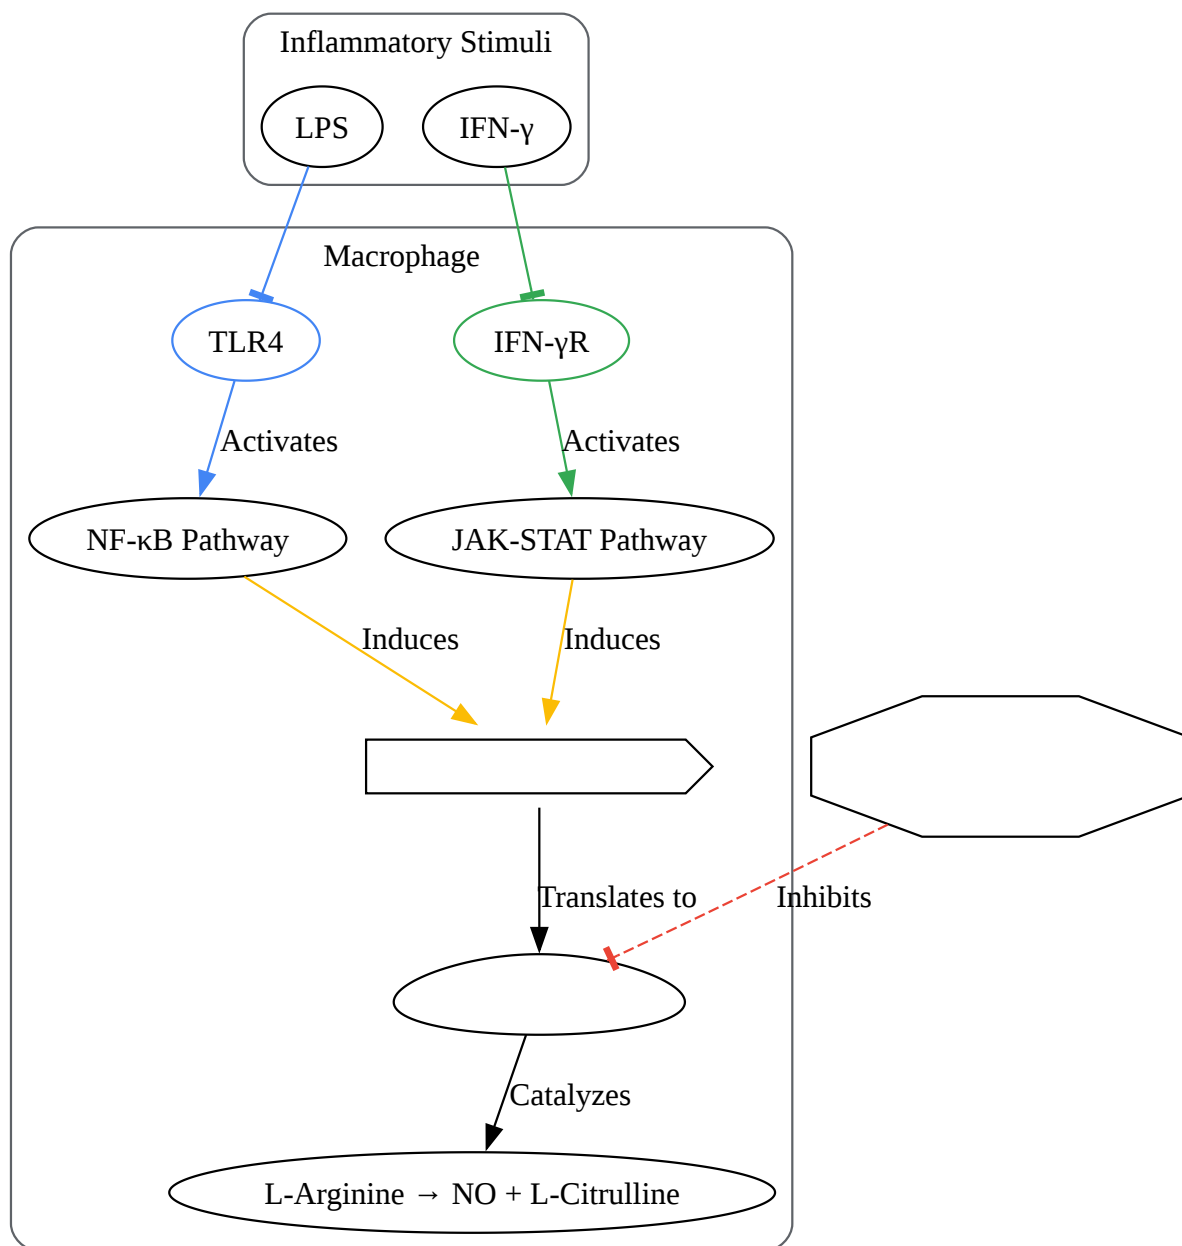 Inflammatory Stimuli
LPS
IFN-γ
Macrophage
TLR4
IFN-γR
Activates
Activates
NF-κB Pathway
JAK-STAT Pathway
Induces
Induces
Translates to
Inhibits
Catalyzes
L-Arginine → NO + L-Citrulline